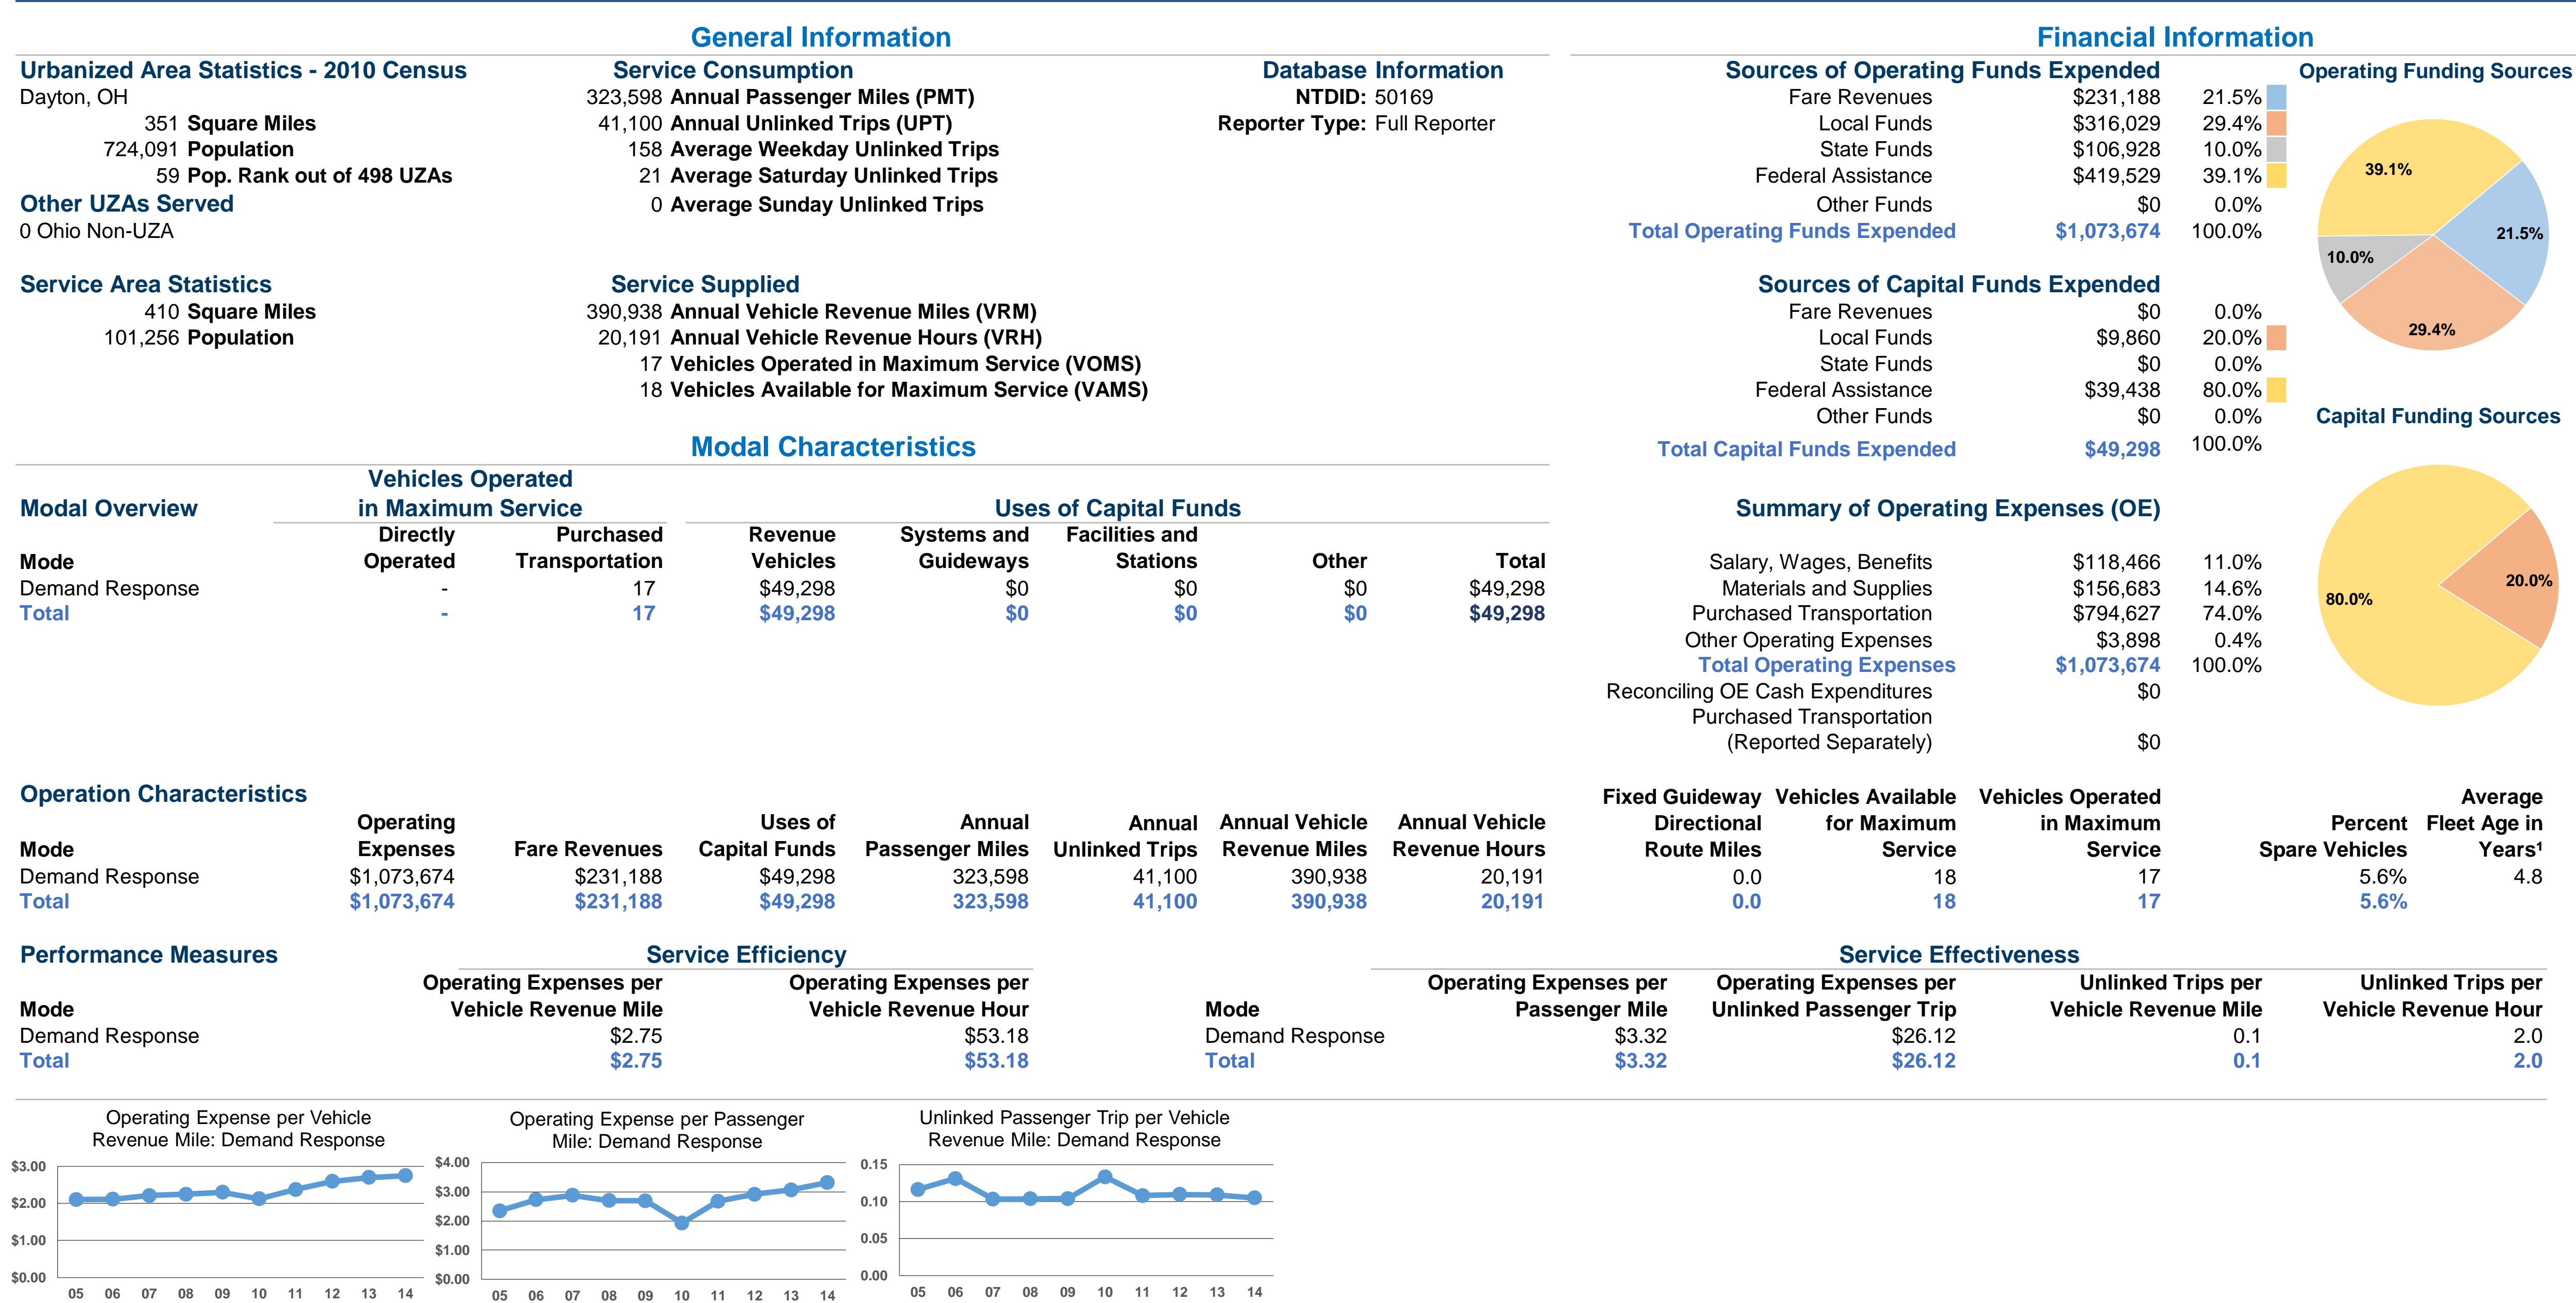 General Information
Urbanized Area Statistics - 2010 Census
Dayton, OH
351 Square Miles
724,091 Population
59 Pop. Rank out of 498 UZAs
Other UZAs Served
0 Ohio Non-UZA
Service Area Statistics
410 Square Miles
101,256 Population
Service Consumption
323,598 Annual Passenger Miles (PMT)
41,100 Annual Unlinked Trips (UPT)
158 Average Weekday Unlinked Trips
21 Average Saturday Unlinked Trips
0 Average Sunday Unlinked Trips
Service Supplied
390,938 Annual Vehicle Revenue Miles (VRM)
20,191 Annual Vehicle Revenue Hours (VRH)
17 Vehicles Operated in Maximum Service (VOMS)
18 Vehicles Available for Maximum Service (VAMS)
Database Information
NTDID: 50169
Reporter Type: Full Reporter
Financial Information
Sources of Operating Funds Expended
Fare Revenues $231,188 21.5%
Local Funds $316,029 29.4%
State Funds $106,928 10.0%
Federal Assistance $419,529 39.1%
Other Funds $0 0.0%
Total Operating Funds Expended $1,073,674 100.0%
Sources of Capital Funds Expended
Fare Revenues $0 0.0%
Local Funds $9,860 20.0%
State Funds $0 0.0%
Federal Assistance $39,438 80.0%
Other Funds $0 0.0%
Total Capital Funds Expended $49,298 100.0%
Operating Funding Sources
39.1%
21.5%
10.0%
29.4%
Capital Funding Sources
20.0%
80.0%
Modal Characteristics
Vehicles Operated
Modal Overview in Maximum Service Uses of Capital Funds
Directly Purchased Revenue Systems and Facilities and
Mode Operated Transportation Vehicles Guideways Stations Other Total
Demand Response - 17 $49,298 $0 $0 $0 $49,298
Total - 17 $49,298 $0 $0 $0 $49,298
Summary of Operating Expenses (OE)
Salary, Wages, Benefits $118,466 11.0%
Materials and Supplies $156,683 14.6%
Purchased Transportation $794,627 74.0%
Other Operating Expenses $3,898 0.4%
Total Operating Expenses $1,073,674 100.0%
Reconciling OE Cash Expenditures $0
Purchased Transportation
(Reported Separately) $0
Operation Characteristics
Fixed Guideway Vehicles Available Vehicles Operated Average
Operating Uses of Annual Annual Annual Vehicle Annual Vehicle Directional for Maximum in Maximum Percent Fleet Age in
Mode Expenses Fare Revenues Capital Funds Passenger Miles Unlinked Trips Revenue Miles Revenue Hours Route Miles Service Service Spare Vehicles Years¹
Demand Response $1,073,674 $231,188 $49,298 323,598 41,100 390,938 20,191 0.0 18 17 5.6% 4.8
Total $1,073,674 $231,188 $49,298 323,598 41,100 390,938 20,191 0.0 18 17 5.6%
Performance Measures Service Efficiency Service Effectiveness
Operating Expenses per Operating Expenses per Operating Expenses per Operating Expenses per Unlinked Trips per Unlinked Trips per
Mode Vehicle Revenue Mile Vehicle Revenue Hour Mode Passenger Mile Unlinked Passenger Trip Vehicle Revenue Mile Vehicle Revenue Hour
Demand Response $2.75 $53.18 Demand Response $3.32 $26.12 0.1 2.0
Total $2.75 $53.18 Total $3.32 $26.12 0.1 2.0
Operating Expense per Vehicle
Revenue Mile: Demand Response
$3.00
$2.00
$1.00
$0.00
05 06 07 08 09 10 11 12 13 14
Operating Expense per Passenger
Mile: Demand Response
$4.00
$3.00
$2.00
$1.00
$0.00
05 06 07 08 09 10 11 12 13 14
Unlinked Passenger Trip per Vehicle
Revenue Mile: Demand Response
0.15
0.10
0.05
0.00
05 06 07 08 09 10 11 12 13 14